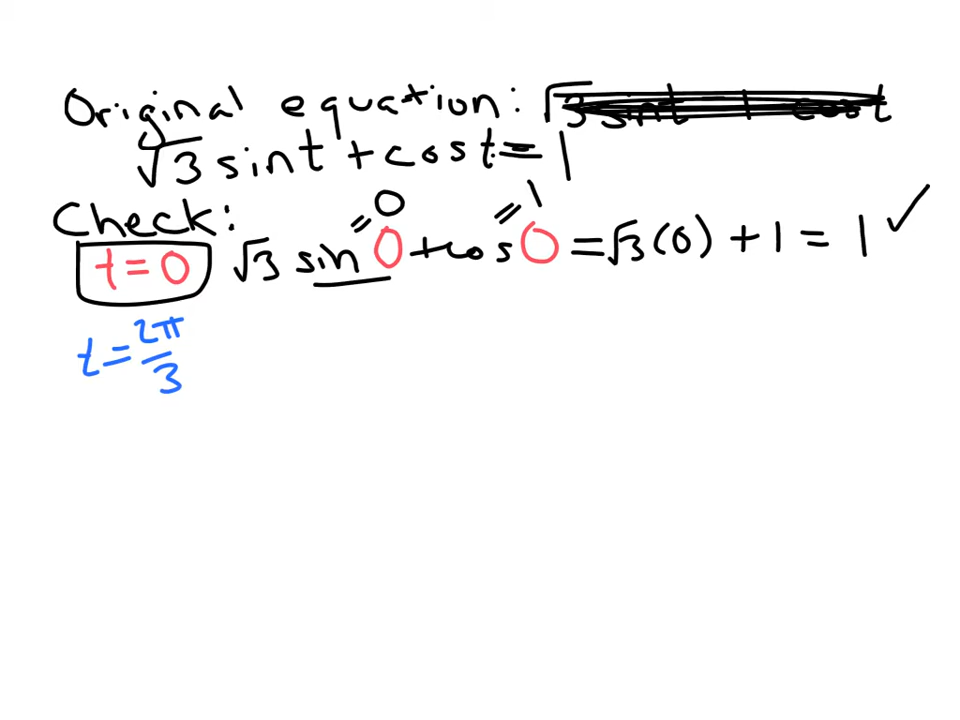 Original equation: √3 sint 1 cost
√3 sint + cost = 1
Check:
=0 =1
t=0 √3 sin 0 + cos 0 = √3(0) + 1 = 1 ✓
t = 2π/3